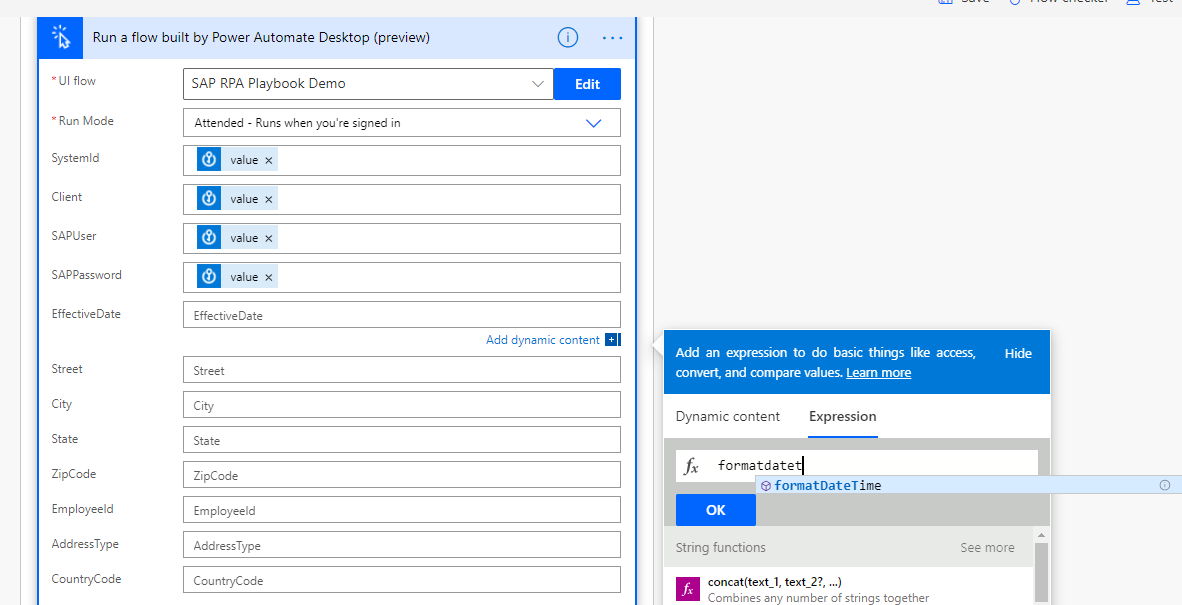 Save Flow checker Test
Run a flow built by Power Automate Desktop (preview)
* UI flow
SAP RPA Playbook Demo
Edit
* Run Mode
Attended - Runs when you're signed in
SystemId
value ×
Client
value ×
SAPUser
value ×
SAPPassword
value ×
EffectiveDate
EffectiveDate
Add dynamic content
Street
Street
City
City
State
State
ZipCode
ZipCode
EmployeeId
EmployeeId
AddressType
AddressType
CountryCode
CountryCode
Add an expression to do basic things like access,
convert, and compare values. Learn more
Hide
Dynamic content
Expression
fx formatdatet
formatDateTime
OK
String functions
See more
fx concat(text_1, text_2?, ...)
Combines any number of strings together